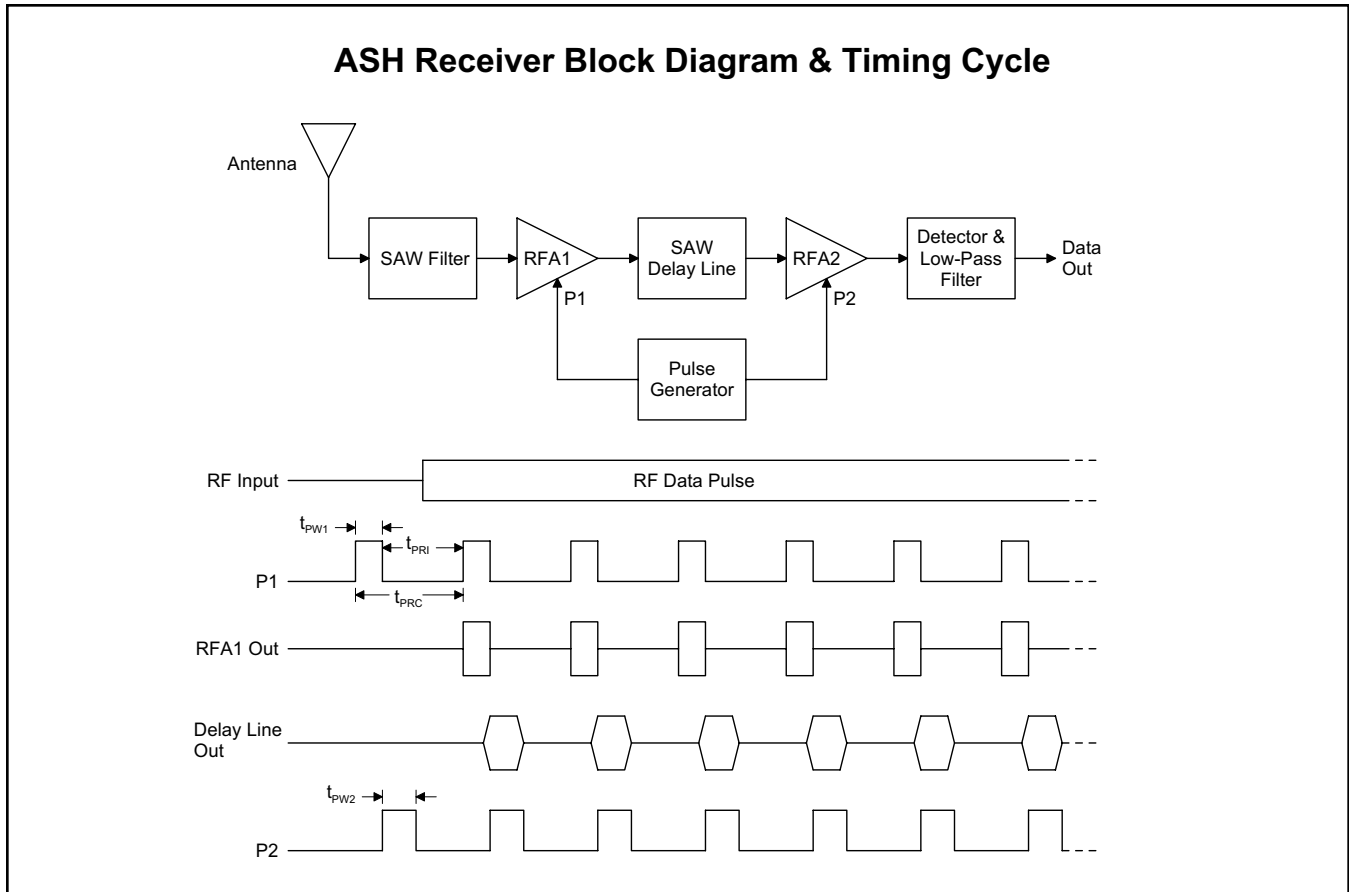 ASH Receiver Block Diagram & Timing Cycle
Antenna
SAW Filter
RFA1
SAW
Delay Line
RFA2
Detector &
Low-Pass
Filter
Data
Out
P1
P2
Pulse
Generator
RF Input
RF Data Pulse
tPW1
tPRI
P1
tPRC
RFA1 Out
Delay Line
Out
tPW2
P2